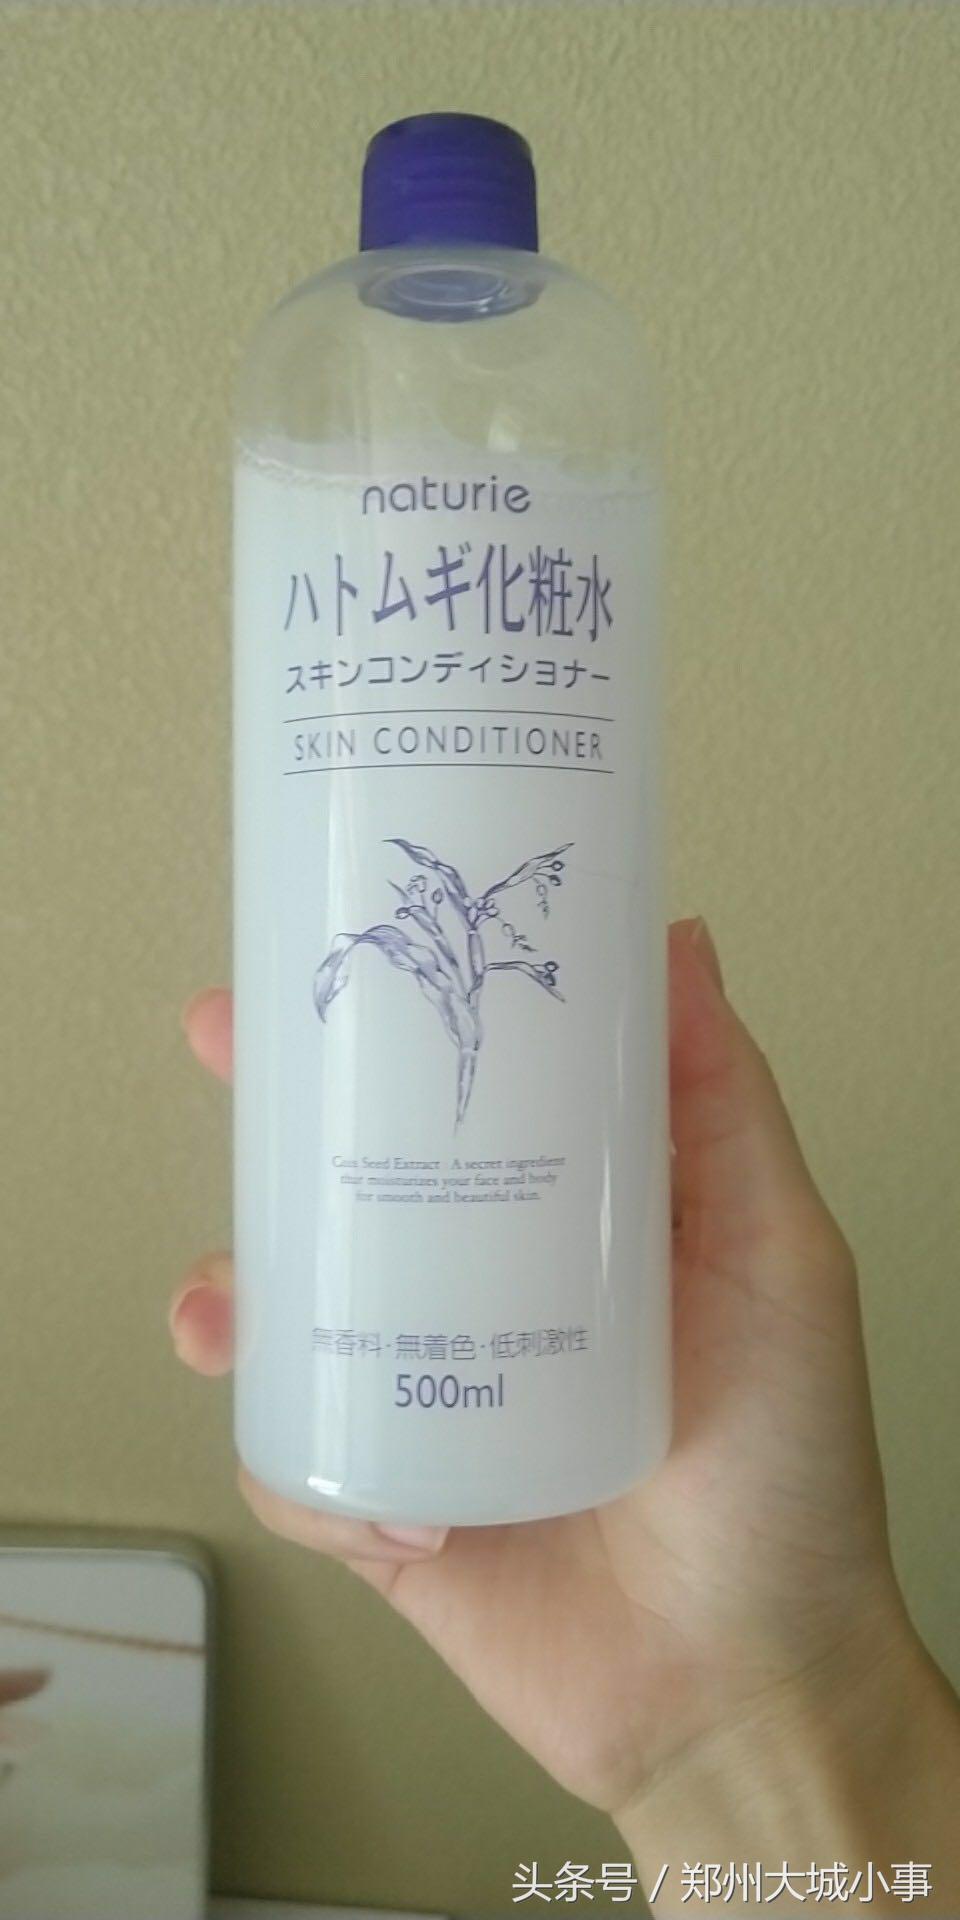 naturie
ハトムギ化粧水
スキンコンディショナー
SKIN CONDITIONER
Coix Seed Extract A secret ingredient
that moisturizes your face and body
for smooth and beautiful skin.
無香料・無着色・低刺激性
500ml
头条号 / 郑州大城小事